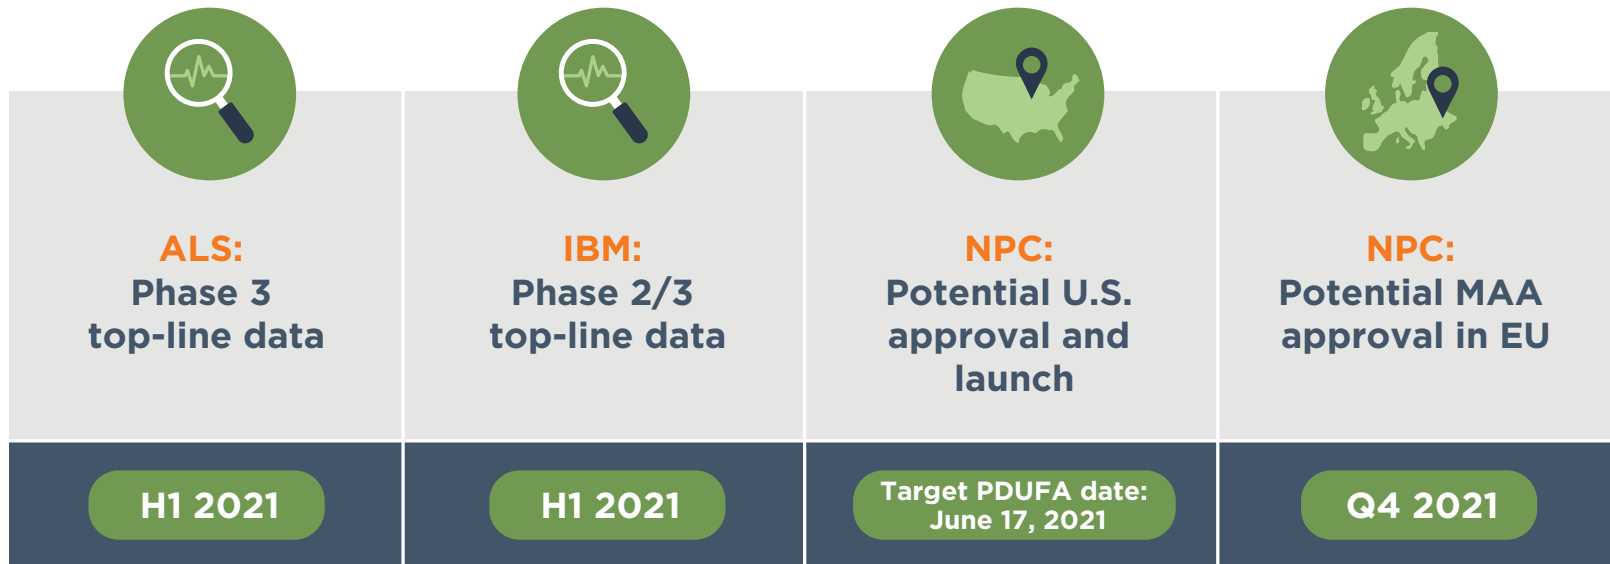 ALS:
Phase 3
top-line data
H1 2021
IBM:
Phase 2/3
top-line data
H1 2021
NPC:
Potential U.S.
approval and
launch
Target PDUFA date:
June 17, 2021
NPC:
Potential MAA
approval in EU
Q4 2021